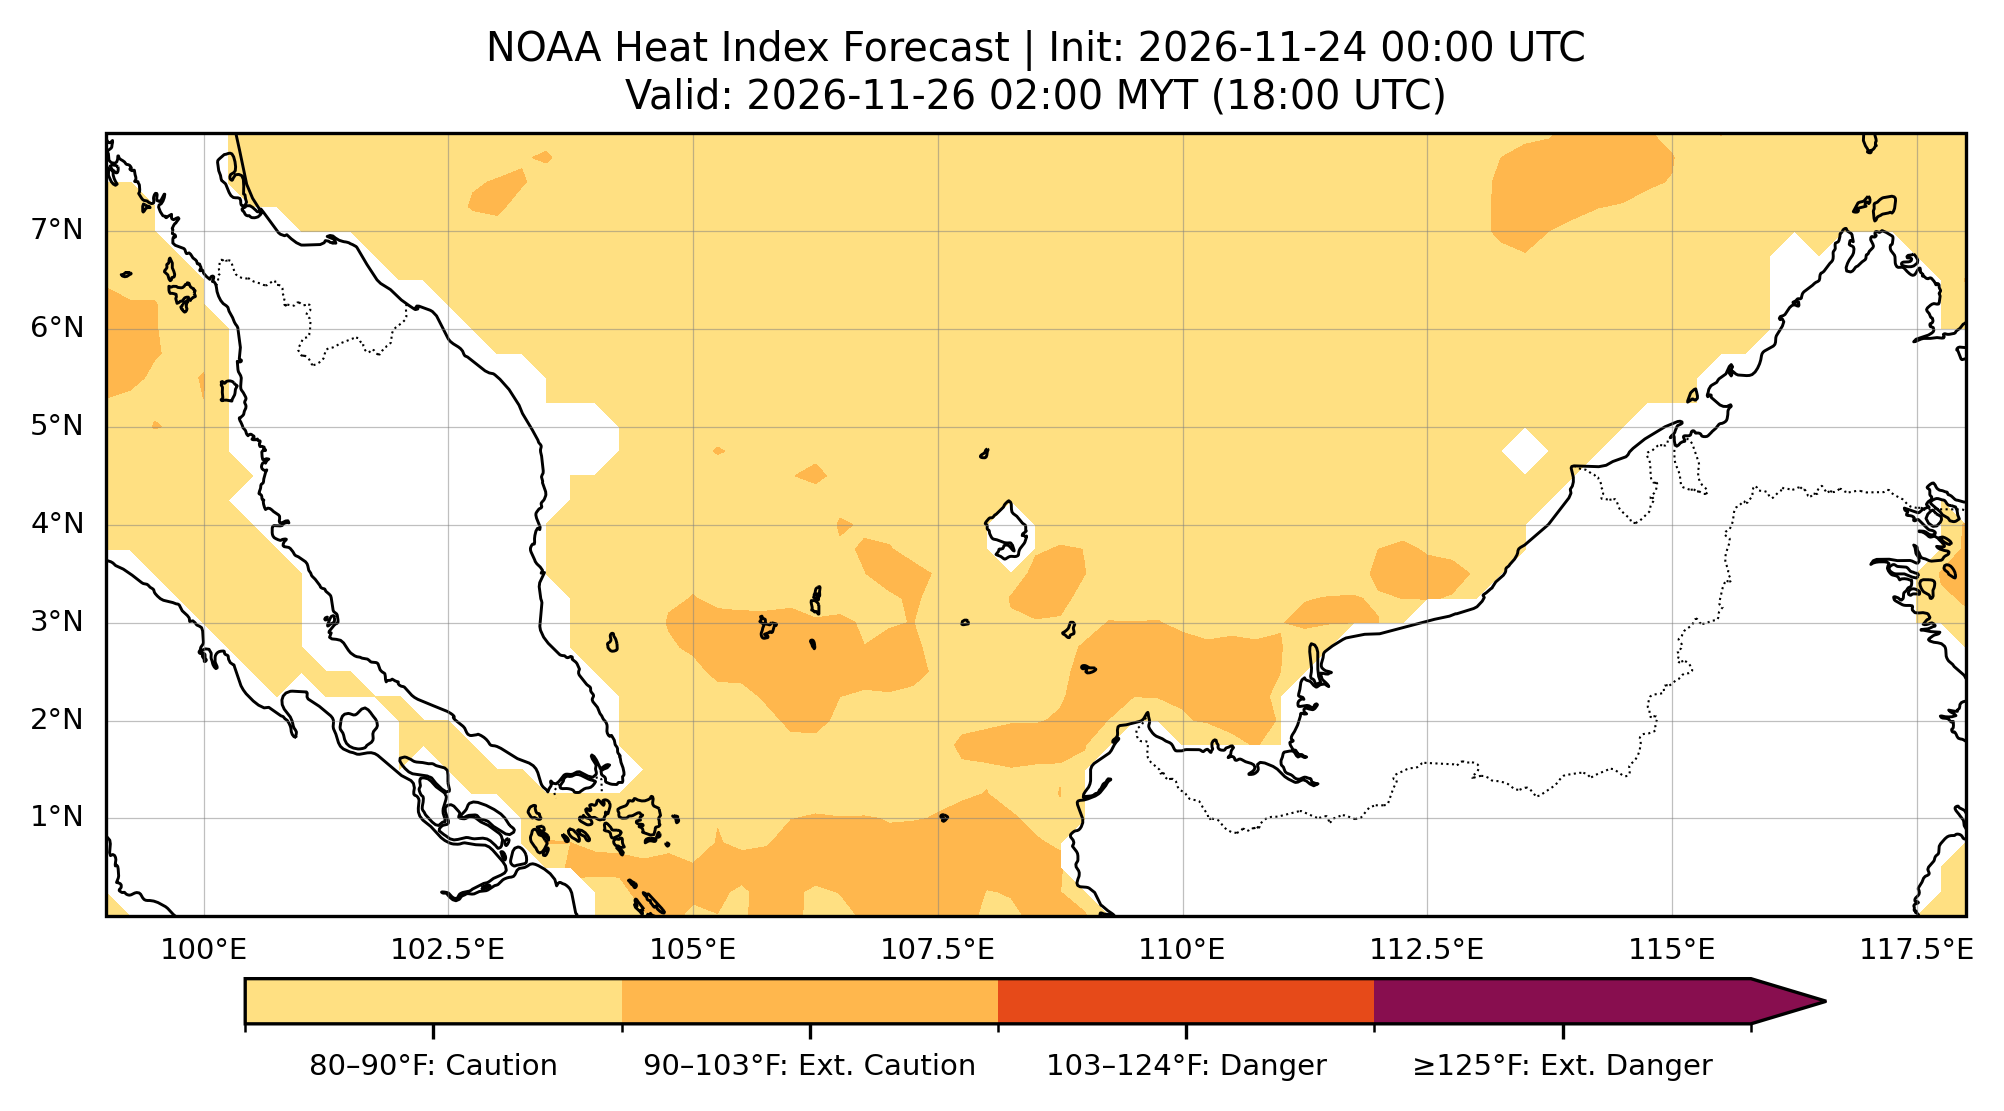 NOAA Heat Index Forecast | Init: 2026-11-24 00:00 UTC
Valid: 2026-11-26 02:00 MYT (18:00 UTC)
7°N
6°N
5°N
4°N
3°N
2°N
1°N
100°E 102.5°E 105°E 107.5°E 110°E 112.5°E 115°E 117.5°E
80–90°F: Caution 90–103°F: Ext. Caution 103–124°F: Danger ≥125°F: Ext. Danger